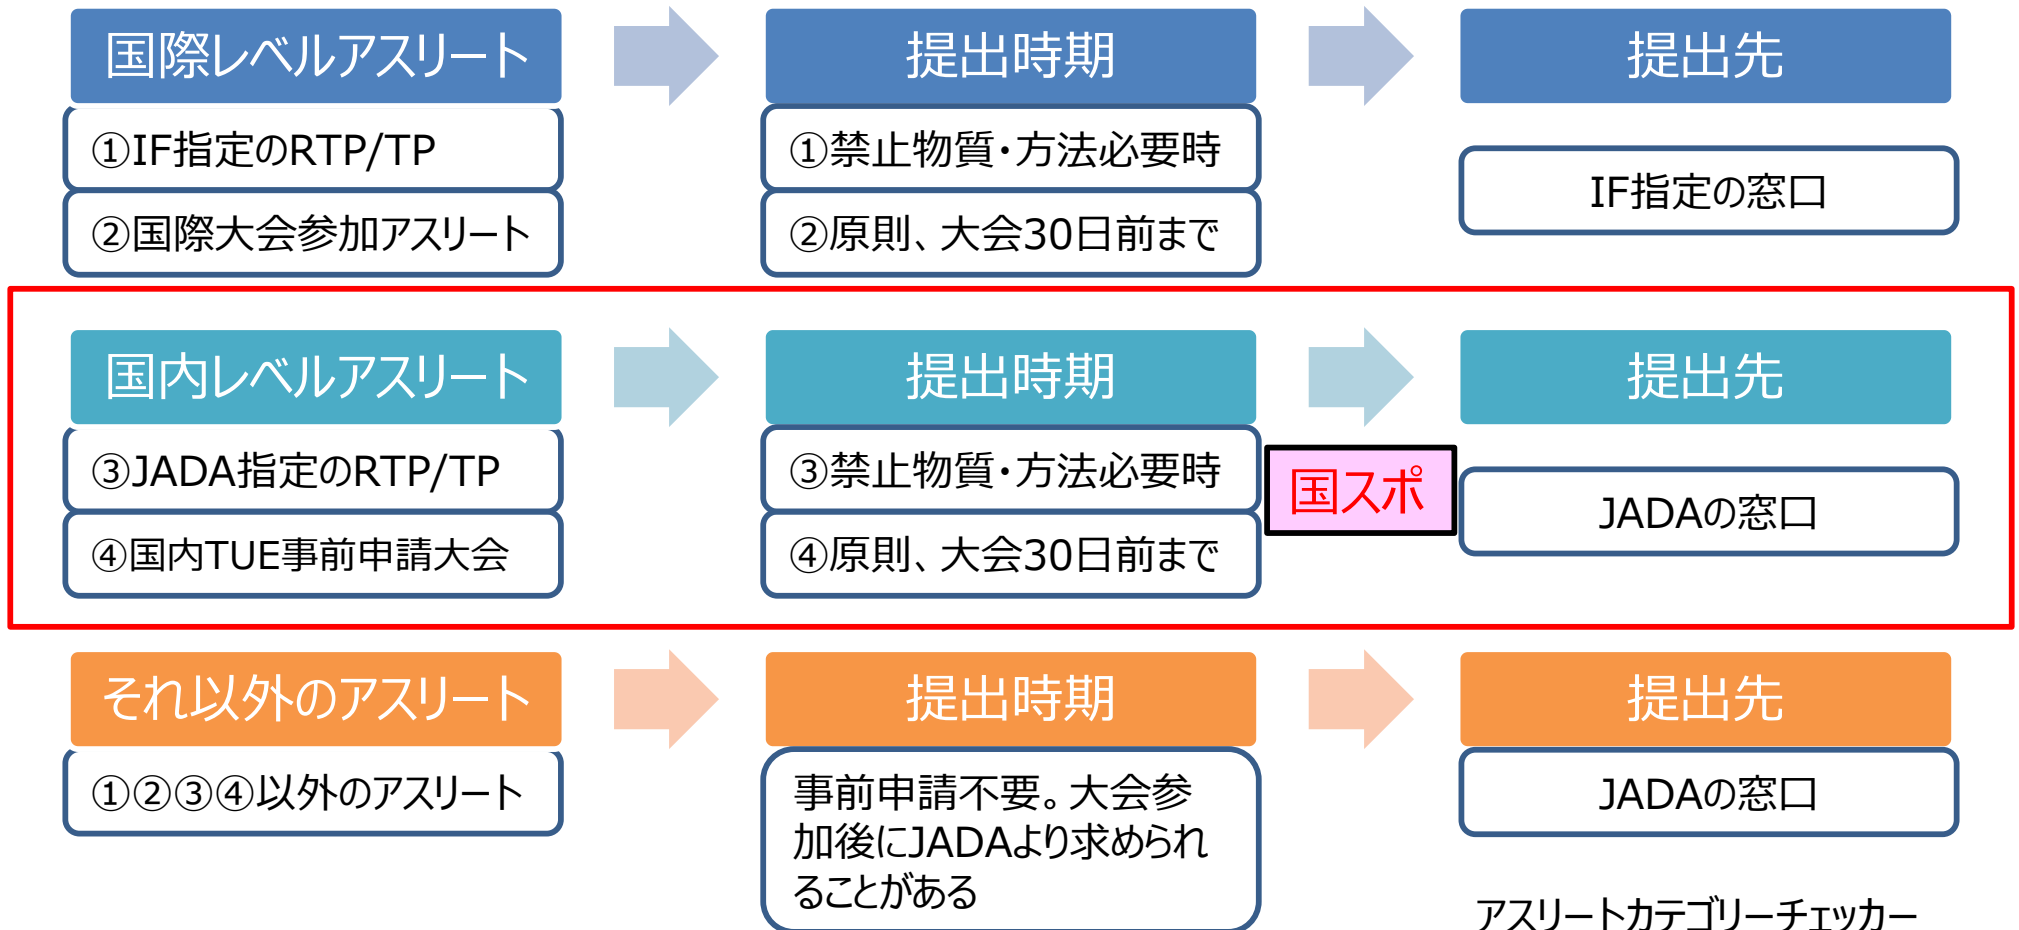 国際レベルアスリート
提出時期
提出先
①IF指定のRTP/TP
①禁止物質・方法必要時
②国際大会参加アスリート
②原則、大会30日前まで
IF指定の窓口
国内レベルアスリート
提出時期
提出先
③JADA指定のRTP/TP
③禁止物質・方法必要時
④国内TUE事前申請大会
④原則、大会30日前まで
国スポ
JADAの窓口
それ以外のアスリート
提出時期
提出先
①②③④以外のアスリート
事前申請不要。大会参
加後にJADAより求められ
ることがある
JADAの窓口
アスリートカテゴリーチェッカー